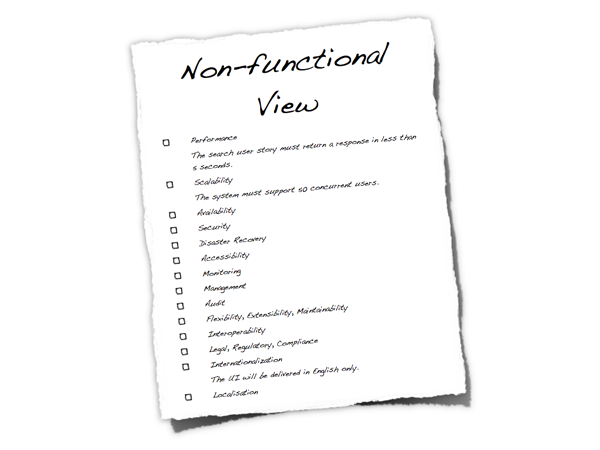 Non-functional
View
Performance
The search user story must return a response in less than
5 seconds.
Scalability
The system must support 50 concurrent users.
Availability
Security
Disaster Recovery
Accessibility
Monitoring
Management
Audit
Flexibility, Extensibility, Maintainability
Interoperability
Legal, Regulatory, Compliance
Internationalization
The UI will be delivered in English only.
Localisation